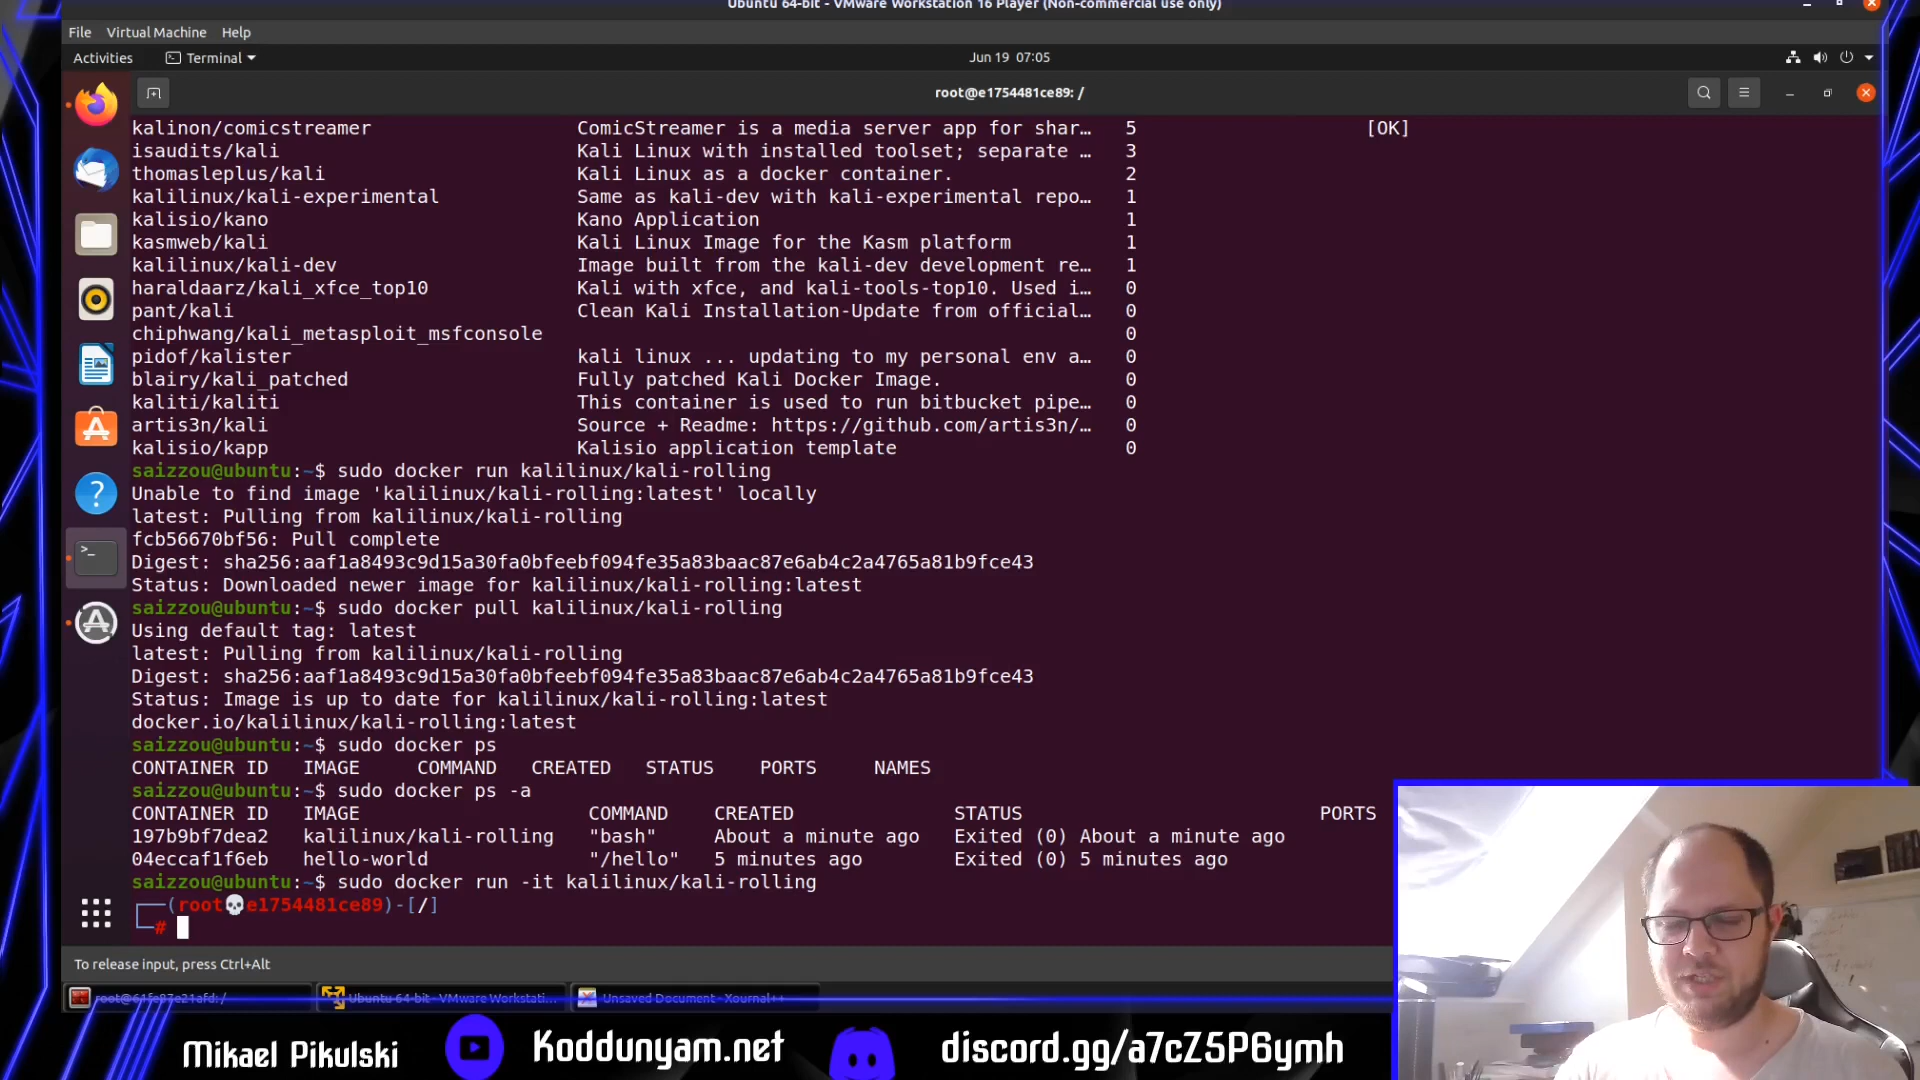 Ubuntu 64-bit - VMware Workstation 16 Player (Non-commercial use only)
File Virtual Machine Help
Activities Terminal Jun 19 07:05
root@e1754481ce89: /
kalinon/comicstreamer ComicStreamer is a media server app for shar… 5 [OK]
isaudits/kali Kali Linux with installed toolset; separate … 3
thomasleplus/kali Kali Linux as a docker container. 2
kalilinux/kali-experimental Same as kali-dev with kali-experimental repo… 1
kalisio/kano Kano Application 1
kasmweb/kali Kali Linux Image for the Kasm platform 1
kalilinux/kali-dev Image built from the kali-dev development re… 1
haraldaarz/kali_xfce_top10 Kali with xfce, and kali-tools-top10. Used i… 0
pant/kali Clean Kali Installation-Update from official… 0
chiphwang/kali_metasploit_msfconsole 0
pidof/kalister kali linux ... updating to my personal env a… 0
blairy/kali_patched Fully patched Kali Docker Image. 0
kaliti/kaliti This container is used to run bitbucket pipe… 0
artis3n/kali Source + Readme: https://github.com/artis3n/… 0
kalisio/kapp Kalisio application template 0
saizzou@ubuntu:~$ sudo docker run kalilinux/kali-rolling
Unable to find image 'kalilinux/kali-rolling:latest' locally
latest: Pulling from kalilinux/kali-rolling
fcb56670bf56: Pull complete
Digest: sha256:aaf1a8493c9d15a30fa0bfeebf094fe35a83baac87e6ab4c2a4765a81b9fce43
Status: Downloaded newer image for kalilinux/kali-rolling:latest
saizzou@ubuntu:~$ sudo docker pull kalilinux/kali-rolling
Using default tag: latest
latest: Pulling from kalilinux/kali-rolling
Digest: sha256:aaf1a8493c9d15a30fa0bfeebf094fe35a83baac87e6ab4c2a4765a81b9fce43
Status: Image is up to date for kalilinux/kali-rolling:latest
docker.io/kalilinux/kali-rolling:latest
saizzou@ubuntu:~$ sudo docker ps
CONTAINER ID IMAGE COMMAND CREATED STATUS PORTS NAMES
saizzou@ubuntu:~$ sudo docker ps -a
CONTAINER ID IMAGE COMMAND CREATED STATUS PORTS
197b9bf7dea2 kalilinux/kali-rolling "bash" About a minute ago Exited (0) About a minute ago
04eccaf1f6eb hello-world "/hello" 5 minutes ago Exited (0) 5 minutes ago
saizzou@ubuntu:~$ sudo docker run -it kalilinux/kali-rolling
┌──(root💀e1754481ce89)-[/]
└─#
To release input, press Ctrl+Alt
root@61fe87e21afd: / Ubuntu 64-bit - VMware Workstati... Unsaved Document - Xournal++
Mikael Pikulski Koddunyam.net discord.gg/a7cZ5P6ymh